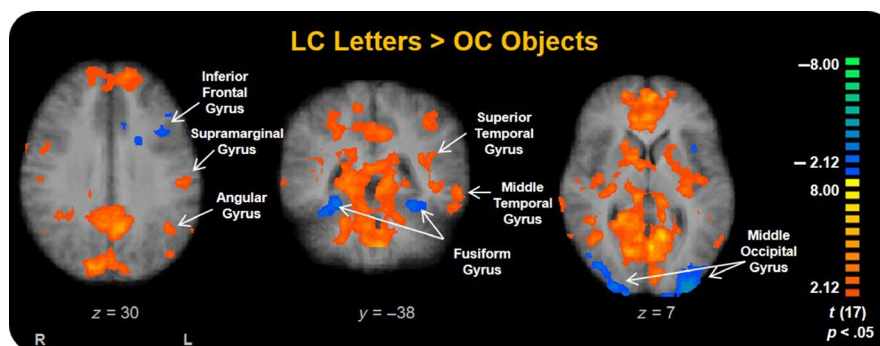 LC Letters > OC Objects
Inferior
Frontal
Gyrus
Supramarginal
Gyrus
Angular
Gyrus
Superior
Temporal
Gyrus
Middle
Temporal
Gyrus
Fusiform
Gyrus
Middle
Occipital
Gyrus
−8.00
− 2.12
8.00
2.12
t (17)
p < .05
z = 30
y = −38
z = 7
R L